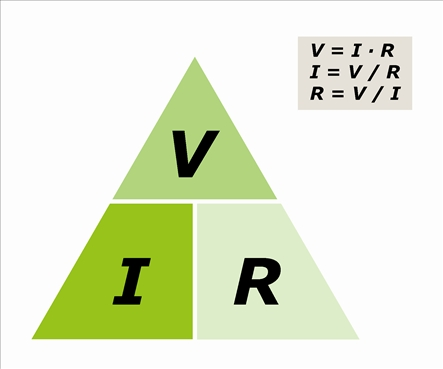 V = I · R
I = V / R
R = V / I
V
I R